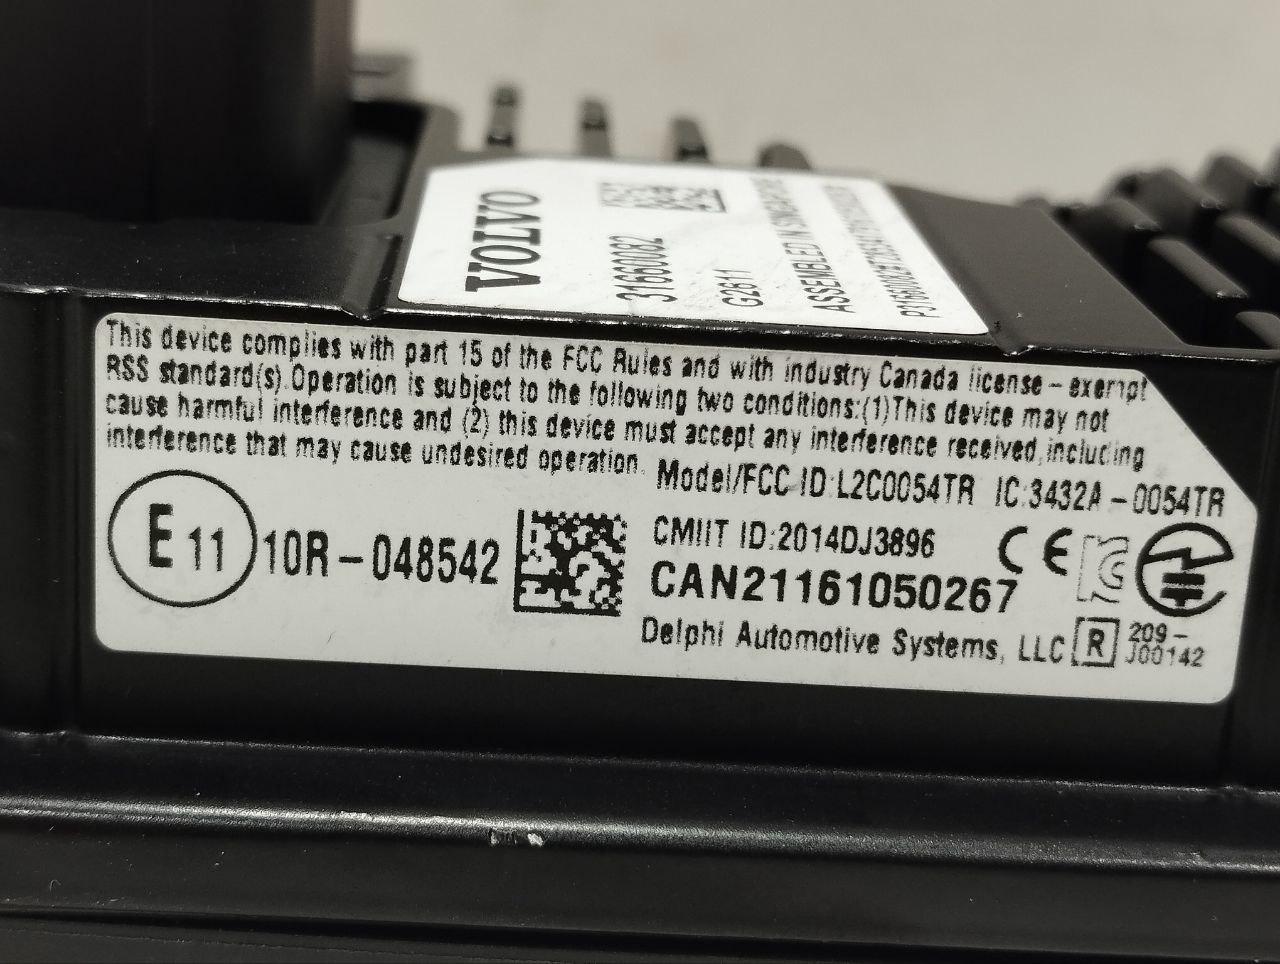 VOLVO
31660082
G2611
ASSEMBLED IN
This device complies with part 15 of the FCC Rules and with industry Canada license-exempt
RSS standard(s).Operation is subject to the following two conditions:(1)This device may not
cause harmful interference and (2) this device must accept any interference received,including
interference that may cause undesired operation.
Model/FCC ID:L2C0054TR IC:3432A-0054TR
E 11
10R-048542
CMIIT ID:2014DJ3896
CE
CAN21161050267
Delphi Automotive Systems, LLC
R
209-
J00142